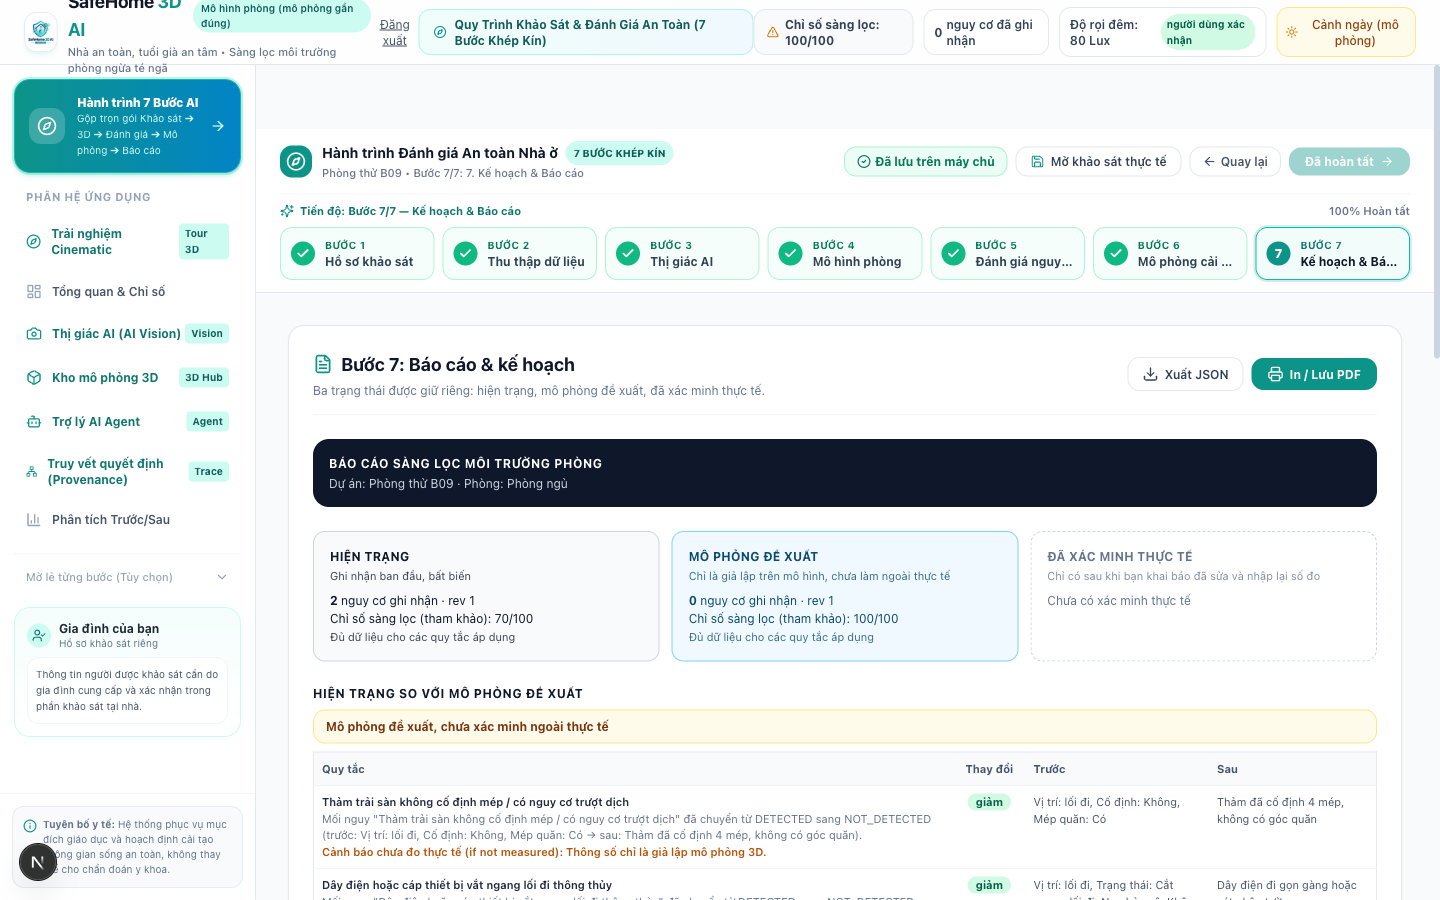 SafeHome 3D
AI
Mô hình phòng (mô phỏng gần
đúng)
Nhà an toàn, tuổi già an tâm • Sàng lọc môi trường
phòng ngừa té ngã
Đăng
xuất
Quy Trình Khảo Sát & Đánh Giá An Toàn (7
Bước Khép Kín)
Chỉ số sàng lọc:
100/100
0 nguy cơ đã ghi
nhận
Độ rọi đêm:
80 Lux
người dùng xác
nhận
Cảnh ngày (mô
phỏng)
Hành trình 7 Bước AI
Gộp trọn gói Khảo sát ➔
3D ➔ Đánh giá ➔ Mô
phỏng ➔ Báo cáo
PHÂN HỆ ỨNG DỤNG
Trải nghiệm
Cinematic
Tour
3D
Tổng quan & Chỉ số
Thị giác AI (AI Vision)
Vision
Kho mô phỏng 3D
3D Hub
Trợ lý AI Agent
Agent
Truy vết quyết định
(Provenance)
Trace
Phân tích Trước/Sau
Mở lẻ từng bước (Tùy chọn)
Gia đình của bạn
Hồ sơ khảo sát riêng
Thông tin người được khảo sát cần do
gia đình cung cấp và xác nhận trong
phần khảo sát tại nhà.
Tuyên bố y tế: Hệ thống phục vụ mục
đích giáo dục và hoạch định cải tạo
gian sống an toàn, không thay
cho chẩn đoán y khoa.
N
Hành trình Đánh giá An toàn Nhà ở
7 BƯỚC KHÉP KÍN
Phòng thử B09 • Bước 7/7: 7. Kế hoạch & Báo cáo
Đã lưu trên máy chủ
Mở khảo sát thực tế
Quay lại
Đã hoàn tất
Tiến độ: Bước 7/7 — Kế hoạch & Báo cáo
100% Hoàn tất
BƯỚC 1
Hồ sơ khảo sát
BƯỚC 2
Thu thập dữ liệu
BƯỚC 3
Thị giác AI
BƯỚC 4
Mô hình phòng
BƯỚC 5
Đánh giá nguy...
BƯỚC 6
Mô phỏng cải ...
7
BƯỚC 7
Kế hoạch & Bá...
Bước 7: Báo cáo & kế hoạch
Ba trạng thái được giữ riêng: hiện trạng, mô phỏng đề xuất, đã xác minh thực tế.
Xuất JSON
In / Lưu PDF
BÁO CÁO SÀNG LỌC MÔI TRƯỜNG PHÒNG
Dự án: Phòng thử B09 · Phòng: Phòng ngủ
HIỆN TRẠNG
Ghi nhận ban đầu, bất biến
2 nguy cơ ghi nhận · rev 1
Chỉ số sàng lọc (tham khảo): 70/100
Đủ dữ liệu cho các quy tắc áp dụng
MÔ PHỎNG ĐỀ XUẤT
Chỉ là giả lập trên mô hình, chưa làm ngoài thực tế
0 nguy cơ ghi nhận · rev 1
Chỉ số sàng lọc (tham khảo): 100/100
Đủ dữ liệu cho các quy tắc áp dụng
ĐÃ XÁC MINH THỰC TẾ
Chỉ có sau khi bạn khai báo đã sửa và nhập lại số đo
Chưa có xác minh thực tế
HIỆN TRẠNG SO VỚI MÔ PHỎNG ĐỀ XUẤT
Mô phỏng đề xuất, chưa xác minh ngoài thực tế
Quy tắc
Thay đổi
Trước
Sau
Thảm trải sàn không cố định mép / có nguy cơ trượt dịch
Mối nguy "Thảm trải sàn không cố định mép / có nguy cơ trượt dịch" đã chuyển từ DETECTED sang NOT_DETECTED
(trước: Vị trí: lối đi, Cố định: Không, Mép quăn: Có → sau: Thảm đã cố định 4 mép, không có góc quăn).
Cảnh báo chưa đo thực tế (if not measured): Thông số chỉ là giả lập mô phỏng 3D.
giảm
Vị trí: lối đi, Cố định: Không,
Mép quăn: Có
Thảm đã cố định 4 mép,
không có góc quăn
Dây điện hoặc cáp thiết bị vắt ngang lối đi thông thủy
giảm
Vị trí: lối đi, Trạng thái: Cắt
Dây điện đi gọn gàng hoặc